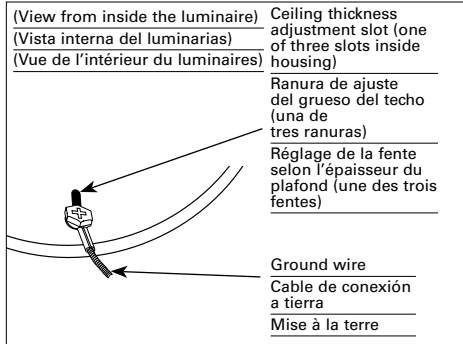 (View from inside the luminaire)
(Vista interna del luminarias)
(Vue de l'intérieur du luminaires)
Ceiling thickness
adjustment slot (one
of three slots inside
housing)
Ranura de ajuste
del grueso del techo
(una de
tres ranuras)
Réglage de la fente
selon l'épaisseur du
plafond (une des trois
fentes)
Ground wire
Cable de conexión
a tierra
Mise à la terre